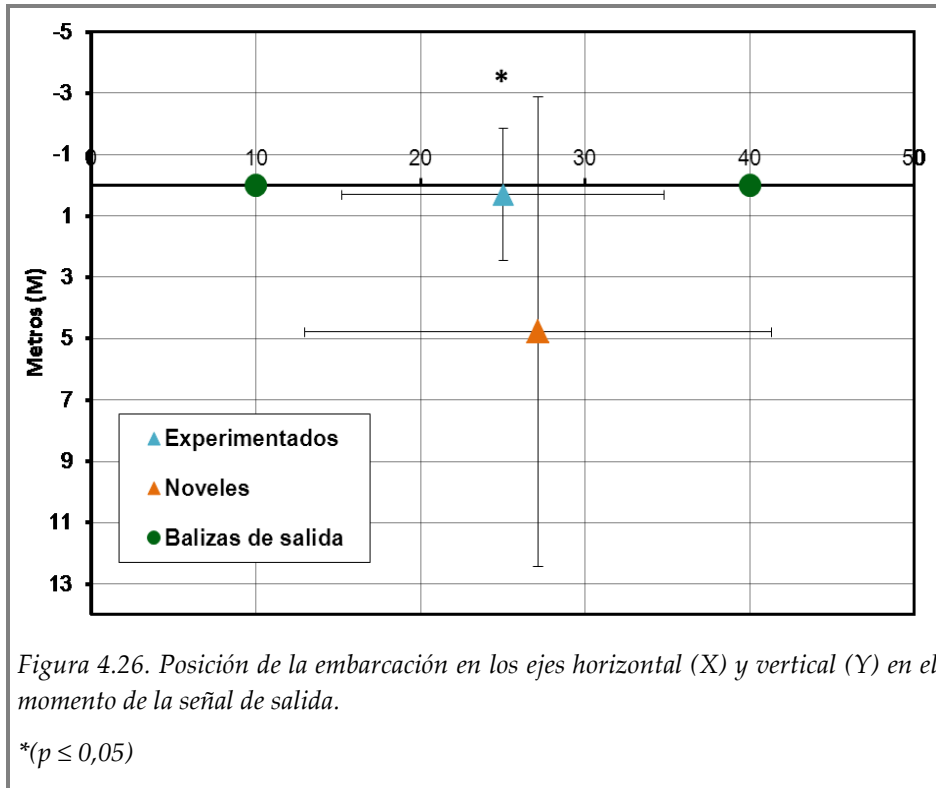 -5
-3
*
-1
0 10 20 30 40 50
1
3
5
7
9
11
13
Metros (M)
Experimentados
Noveles
Balizas de salida
Figura 4.26. Posición de la embarcación en los ejes horizontal (X) y vertical (Y) en el
momento de la señal de salida.
*(p ≤ 0,05)